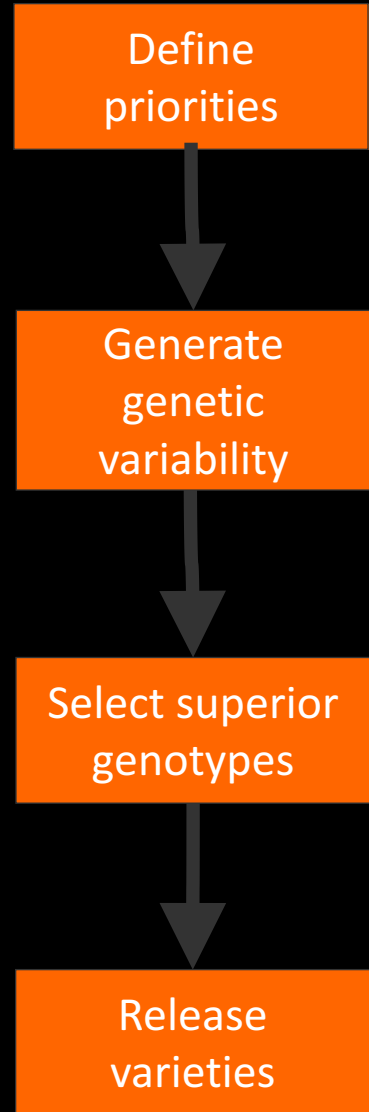 Define
priorities
Generate
genetic
variability
Select superior
genotypes
Release
varieties